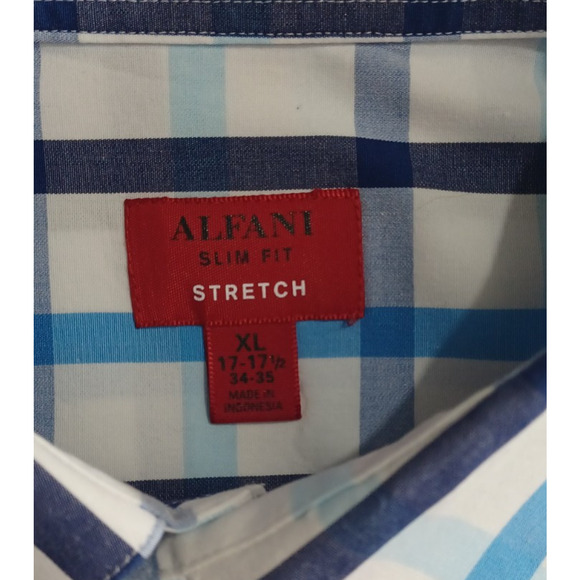 ALFANI
SLIM FIT
STRETCH
XL
17-17½
34-35
MADE IN
INDONESIA